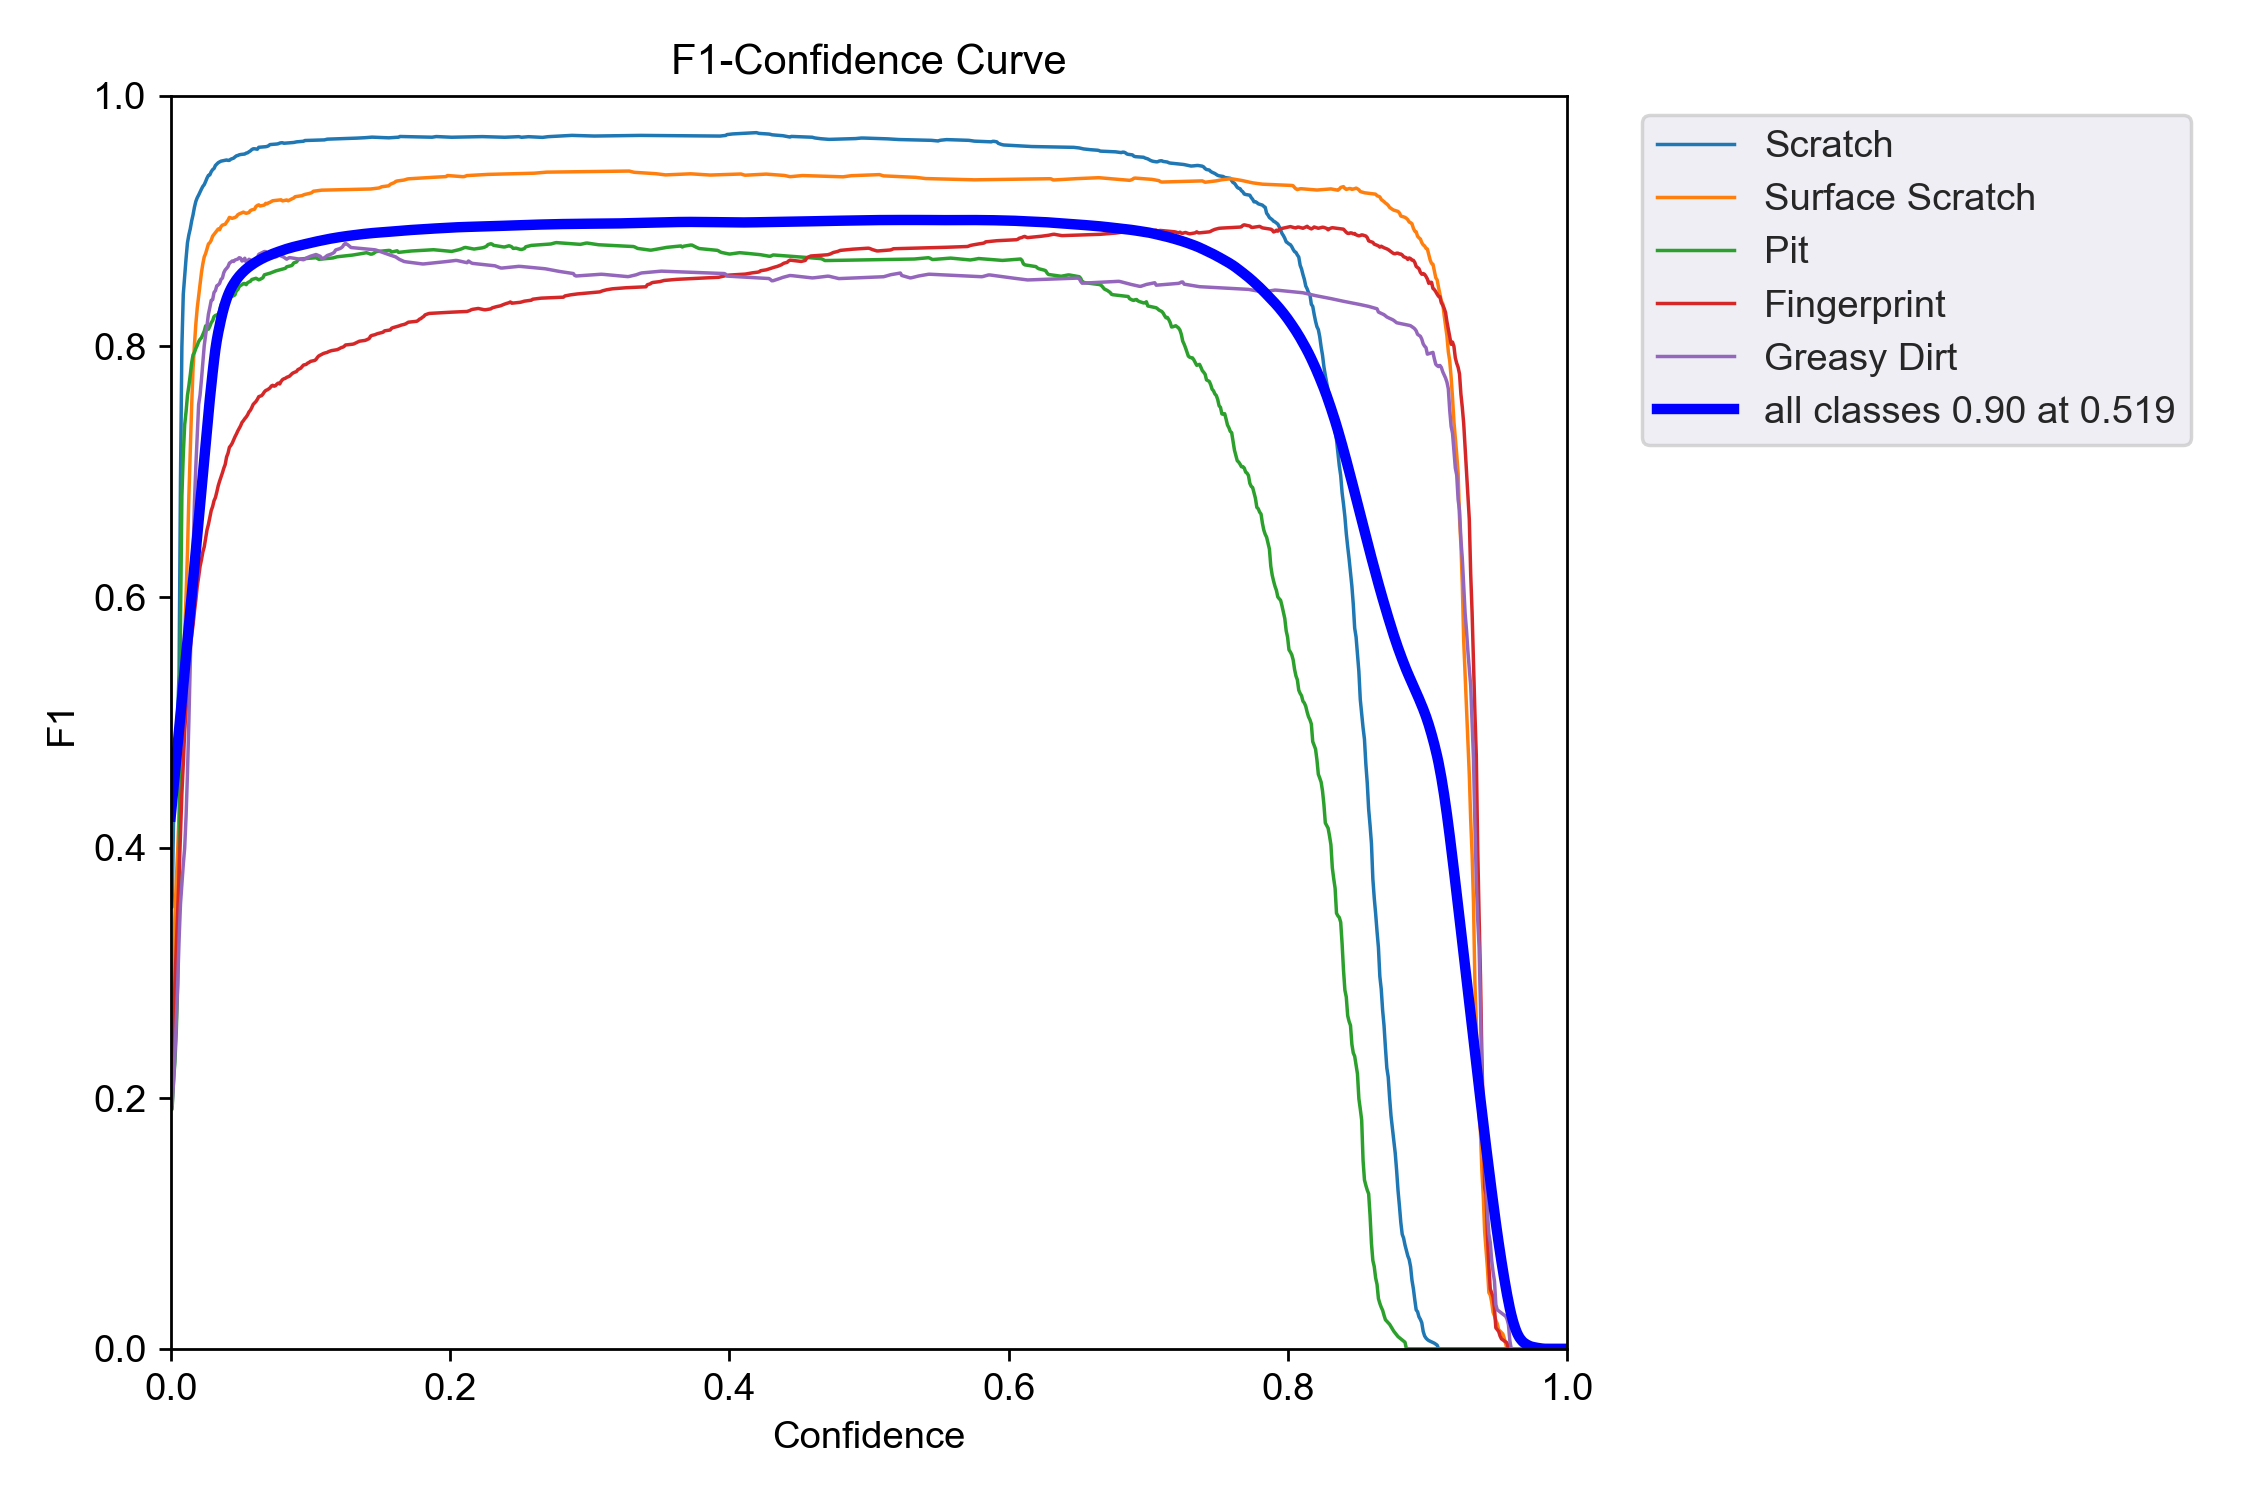 F1-Confidence Curve
1.0
0.8
0.6
0.4
0.2
0.0
F1
0.0 0.2 0.4 0.6 0.8 1.0
Confidence
Scratch
Surface Scratch
Pit
Fingerprint
Greasy Dirt
all classes 0.90 at 0.519